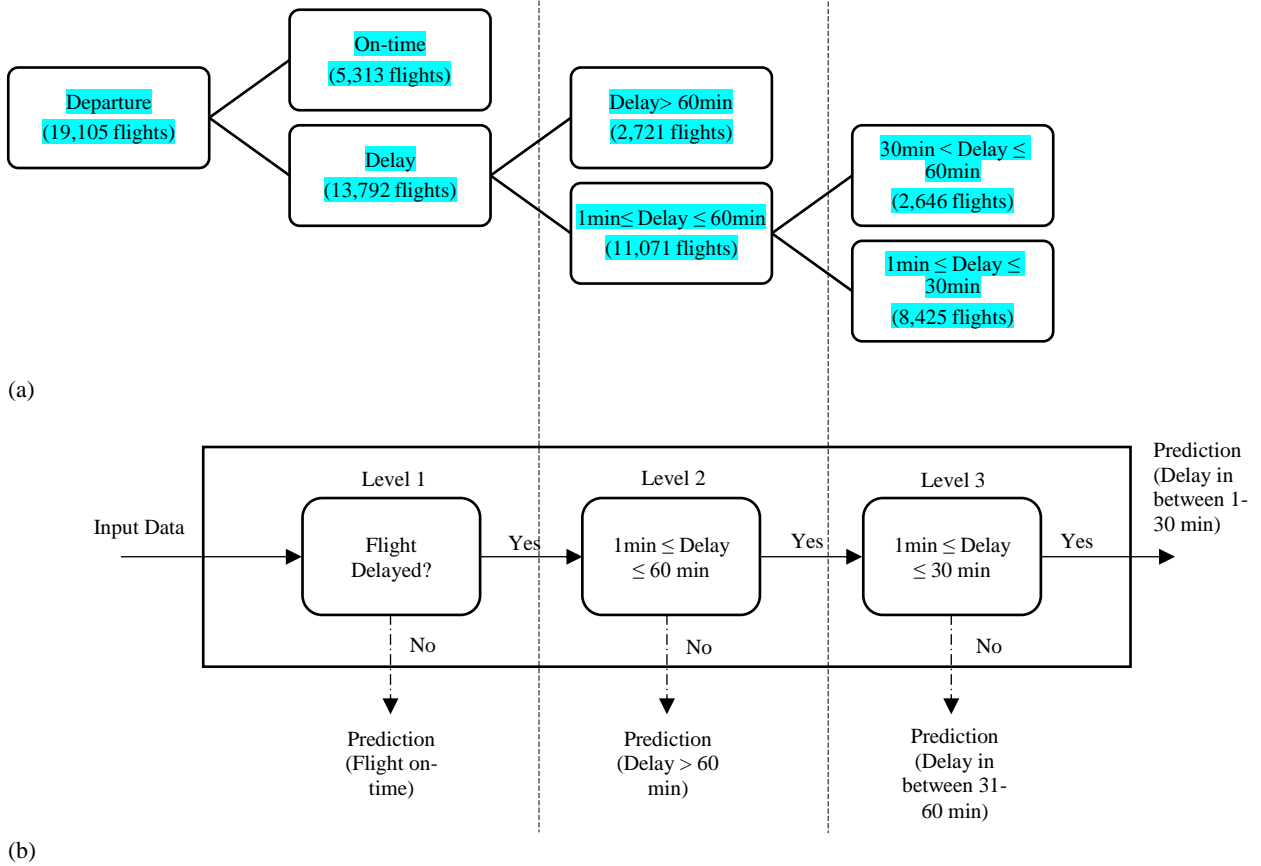 On-time
(5,313 flights)
Departure
(19,105 flights)
Delay> 60min
(2,721 flights)
Delay
(13,792 flights)
30min < Delay ≤
60min
(2,646 flights)
1min≤ Delay ≤ 60min
(11,071 flights)
1min ≤ Delay ≤
30min
(8,425 flights)
(a)
Level 1
Level 2
Level 3
Prediction
(Delay in
between 1-
30 min)
Input Data
Flight
Delayed?
Yes
1min ≤ Delay
≤ 60 min
Yes
1min ≤ Delay
≤ 30 min
Yes
No
No
No
Prediction
(Flight on-
time)
Prediction
(Delay > 60
min)
Prediction
(Delay in
between 31-
60 min)
(b)